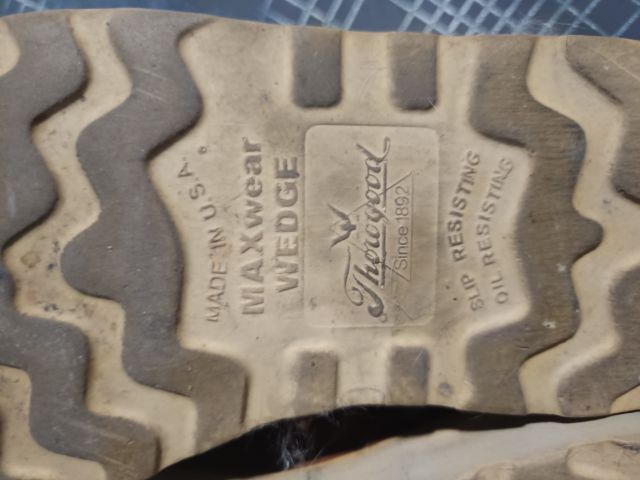 MADE IN U.S.A.
MAXwear
WEDGE
Thorogood
Since 1892
SLIP RESISTING
OIL RESISTING